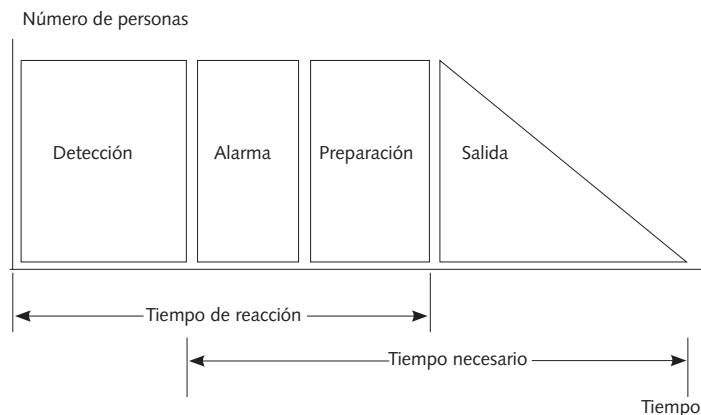 Número de personas
Detección
Alarma
Preparación
Salida
Tiempo de reacción
Tiempo necesario
Tiempo